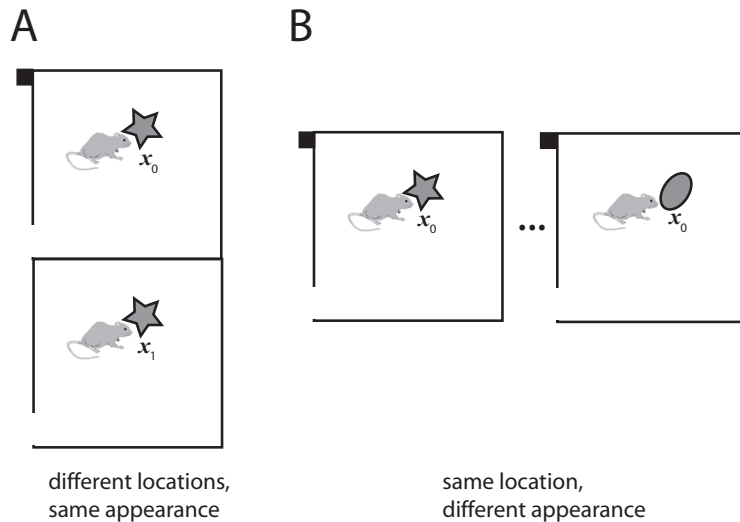 A
B
x0
x1
x0
...
x0
different locations,
same appearance
same location,
different appearance